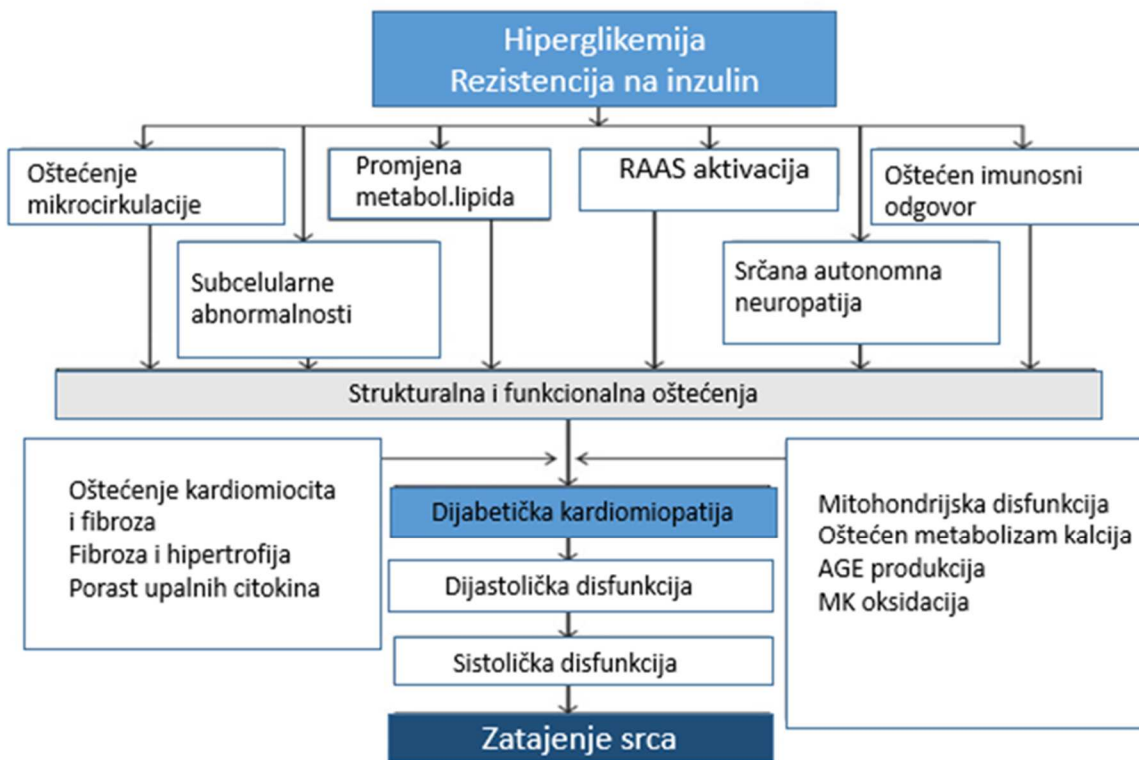 Hiperglikemija
Rezistencija na inzulin
Oštećenje
mikrocirkulacije
Promjena
metabol.lipida
RAAS aktivacija
Oštećen imunosni
odgovor
Subcelularne
abnormalnosti
Srčana autonomna
neuropatija
Strukturalna i funkcionalna oštećenja
Oštećenje kardiomiocita
i fibroza
Fibroza i hipertrofija
Porast upalnih citokina
Mitohondrijska disfunkcija
Oštećen metabolizam kalcija
AGE produkcija
MK oksidacija
Dijabetička kardiomiopatija
Dijastolička disfunkcija
Sistolička disfunkcija
Zatajenje srca